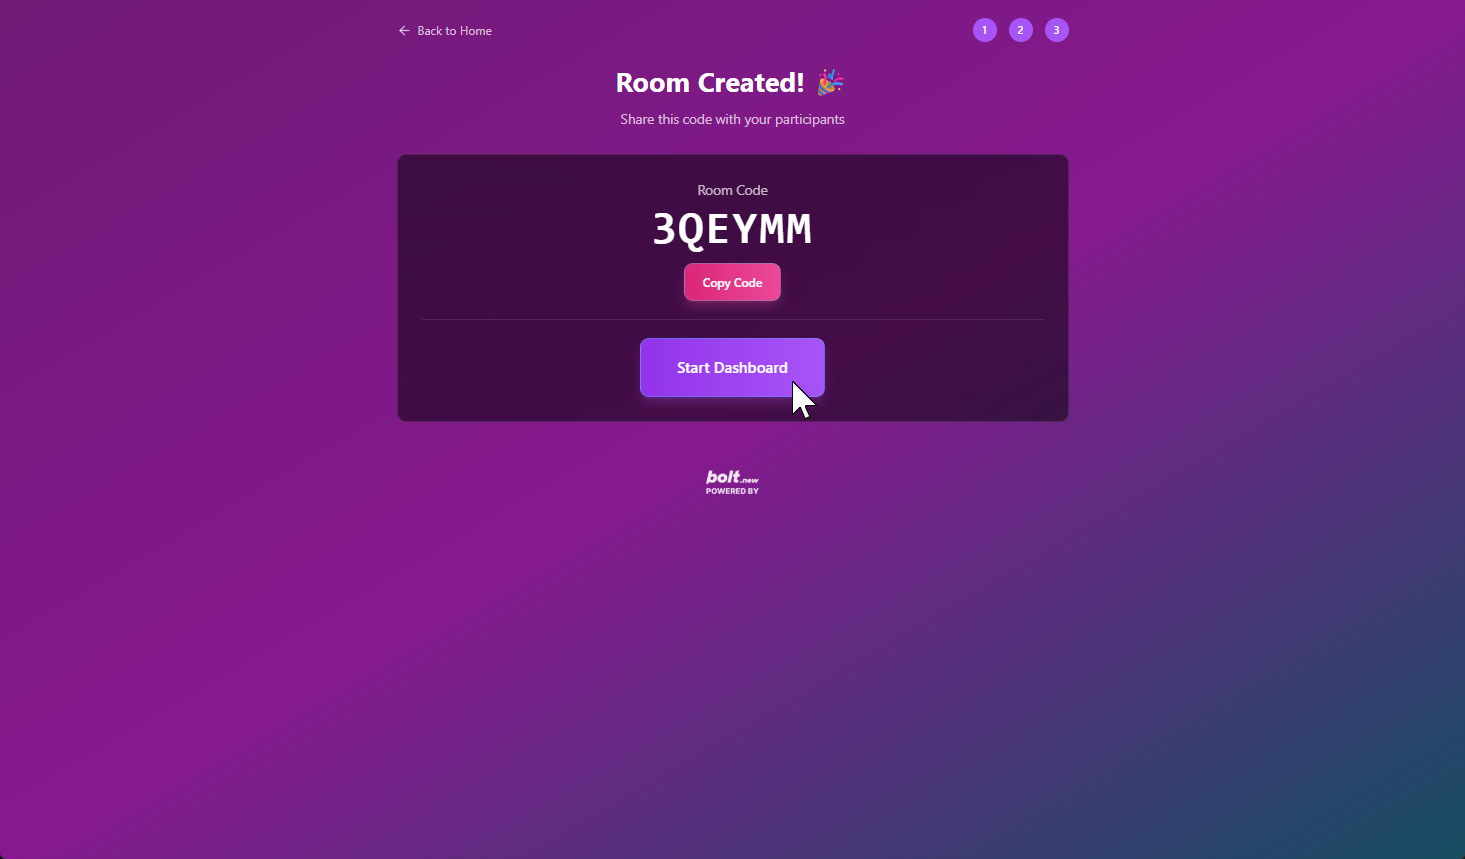 Back to Home
1 2 3
Room Created!
Share this code with your participants
Room Code
3QEYMM
Copy Code
Start Dashboard
bolt.new
POWERED BY